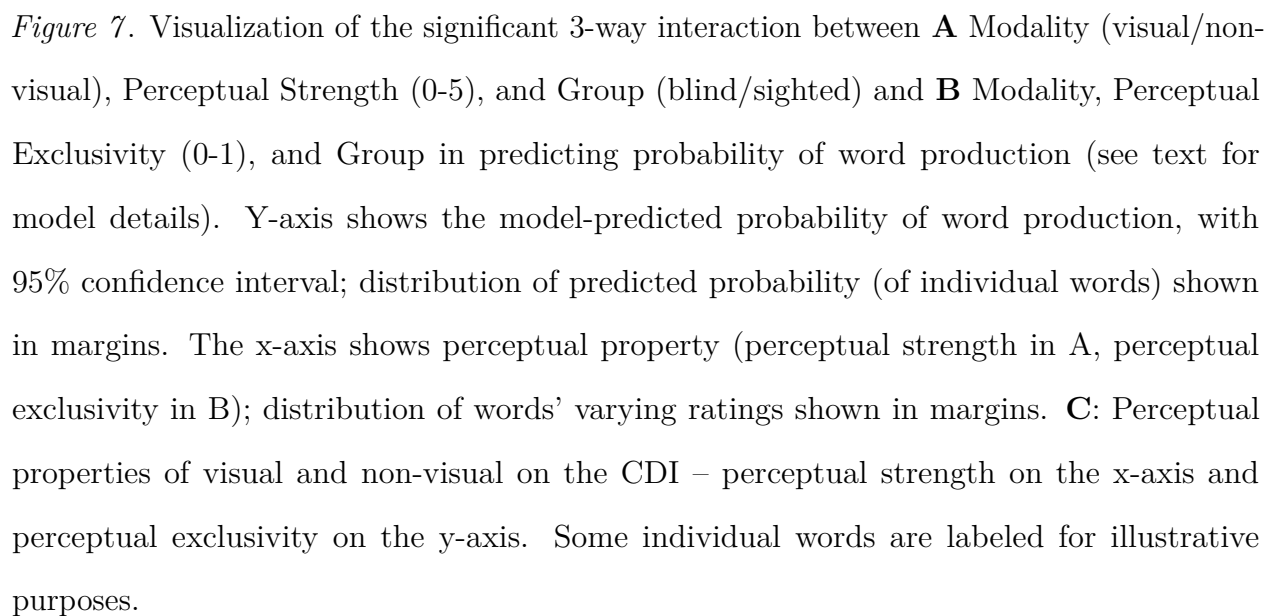 Figure 7. Visualization of the significant 3-way interaction between A Modality (visual/non-
visual), Perceptual Strength (0-5), and Group (blind/sighted) and B Modality, Perceptual
Exclusivity (0-1), and Group in predicting probability of word production (see text for
model details). Y-axis shows the model-predicted probability of word production, with
95% confidence interval; distribution of predicted probability (of individual words) shown
in margins. The x-axis shows perceptual property (perceptual strength in A, perceptual
exclusivity in B); distribution of words’ varying ratings shown in margins. C: Perceptual
properties of visual and non-visual on the CDI – perceptual strength on the x-axis and
perceptual exclusivity on the y-axis. Some individual words are labeled for illustrative
purposes.